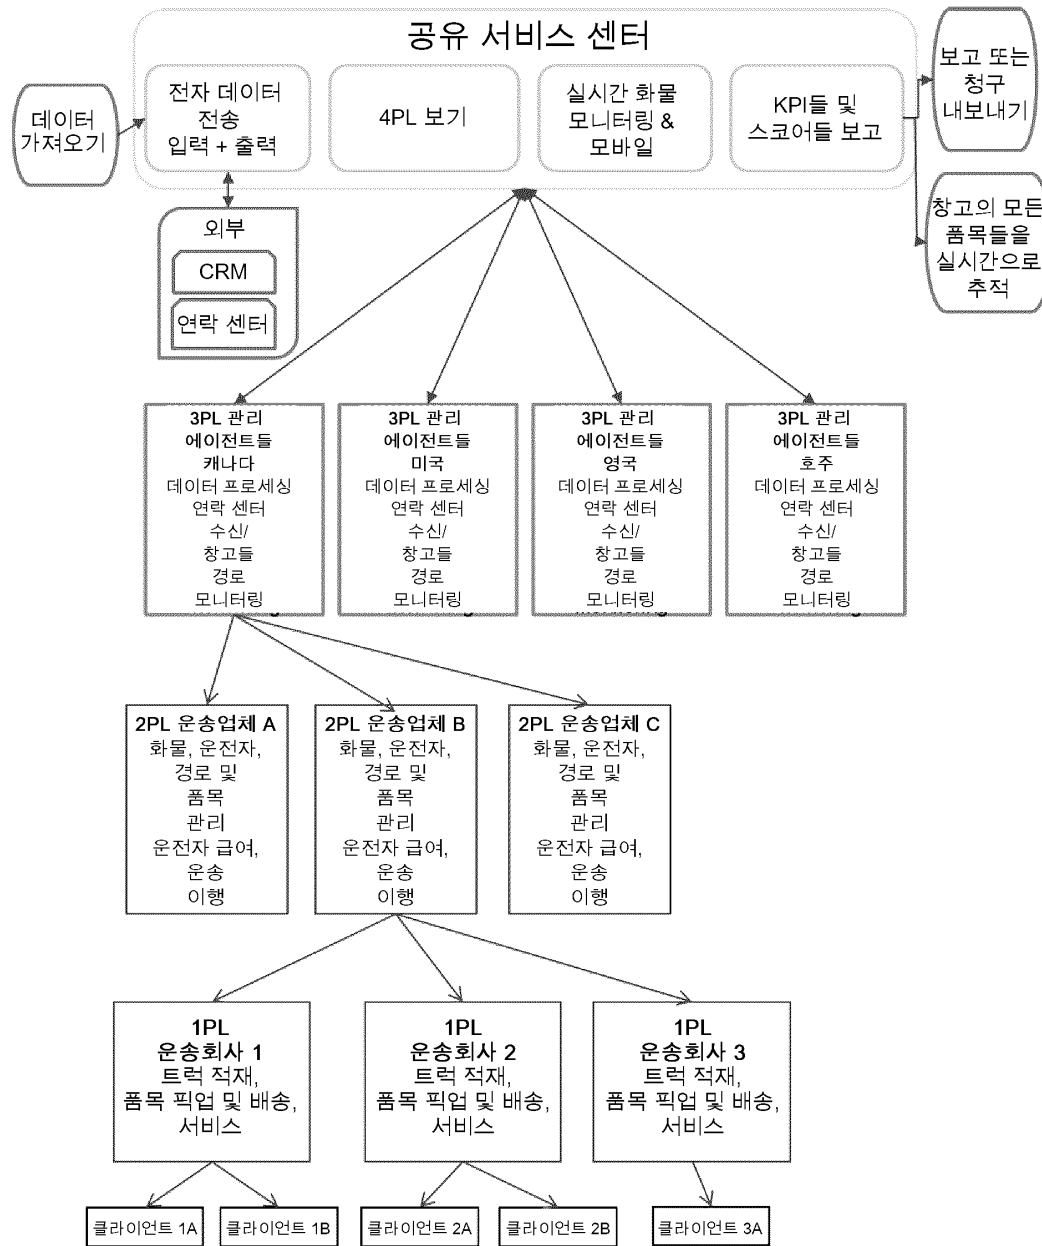 공유 서비스 센터
데이터
가져오기
전자 데이터
전송
입력 + 출력
4PL 보기
실시간 화물
모니터링 &
모바일
KPI들 및
스코어들 보고
보고 또는
청구
내보내기
창고의 모든
품목들을
실시간으로
추적
외부
CRM
연락 센터
3PL 관리
에이전트들
캐나다
데이터 프로세싱
연락 센터
수신/
창고들
경로
모니터링
3PL 관리
에이전트들
미국
데이터 프로세싱
연락 센터
수신/
창고들
경로
모니터링
3PL 관리
에이전트들
영국
데이터 프로세싱
연락 센터
수신/
창고들
경로
모니터링
3PL 관리
에이전트들
호주
데이터 프로세싱
연락 센터
수신/
창고들
경로
모니터링
2PL 운송업체 A
화물, 운전자,
경로 및
품목
관리
운전자 급여,
운송
이행
2PL 운송업체 B
화물, 운전자,
경로 및
품목
관리
운전자 급여,
운송
이행
2PL 운송업체 C
화물, 운전자,
경로 및
품목
관리
운전자 급여,
운송
이행
1PL
운송회사 1
트럭 적재,
품목 픽업 및 배송,
서비스
1PL
운송회사 2
트럭 적재,
품목 픽업 및 배송,
서비스
1PL
운송회사 3
트럭 적재,
품목 픽업 및 배송,
서비스
클라이언트 1A
클라이언트 1B
클라이언트 2A
클라이언트 2B
클라이언트 3A